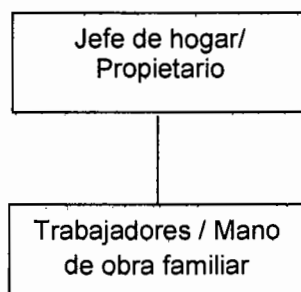 Jefe de hogar/
Propietario
Trabajadores / Mano
de obra familiar